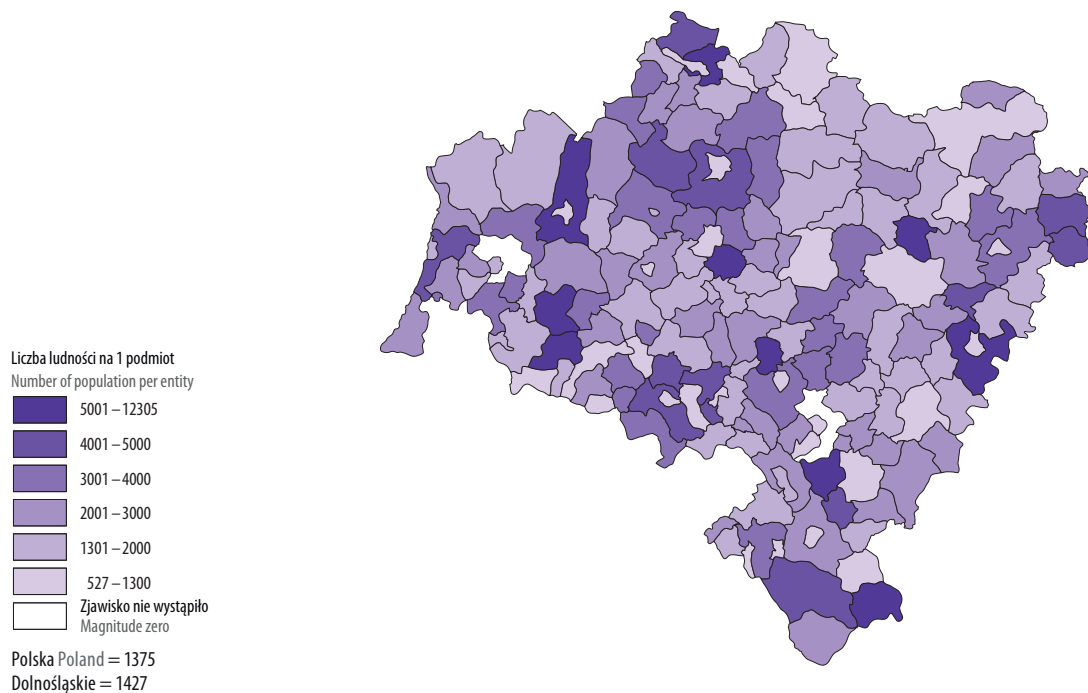 Liczba ludności na 1 podmiot
Number of population per entity
5001 – 12305
4001 – 5000
3001 – 4000
2001 – 3000
1301 – 2000
527 – 1300
Zjawisko nie wystąpiło
Magnitude zero
Polska Poland = 1375
Dolnośląskie = 1427